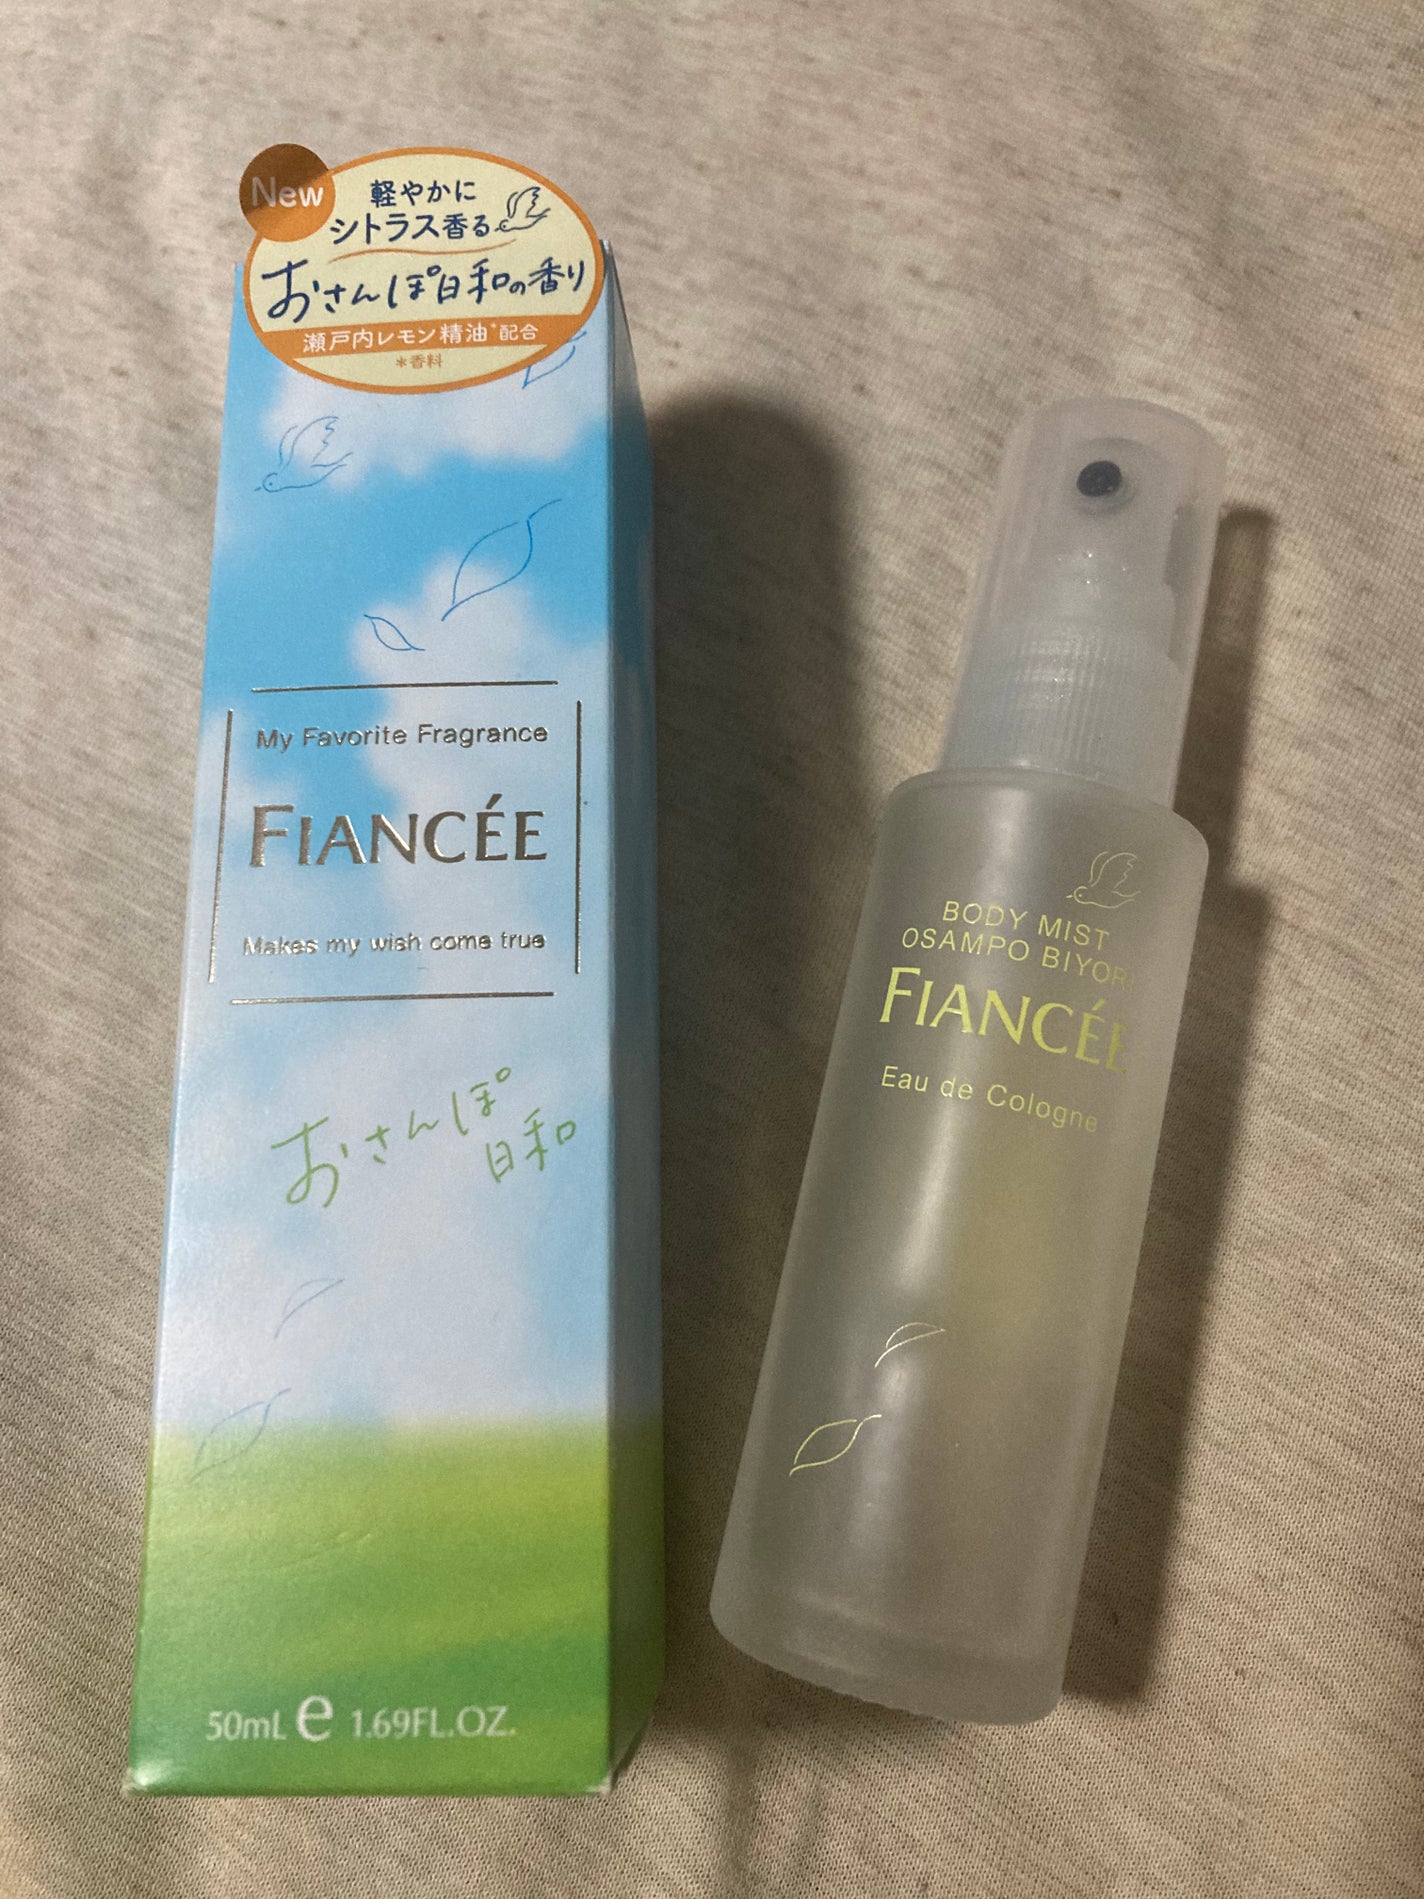 New
軽やかに
シトラス香る
おさんぽ日和の香り
瀬戸内レモン精油*配合
*香料
My Favorite Fragrance
FIANCÉE
Makes my wish come true
おさんぽ
日和
50mL e 1.69FL.OZ.
BODY MIST
OSAMPO BIYORI
FIANCÉE
Eau de Cologne